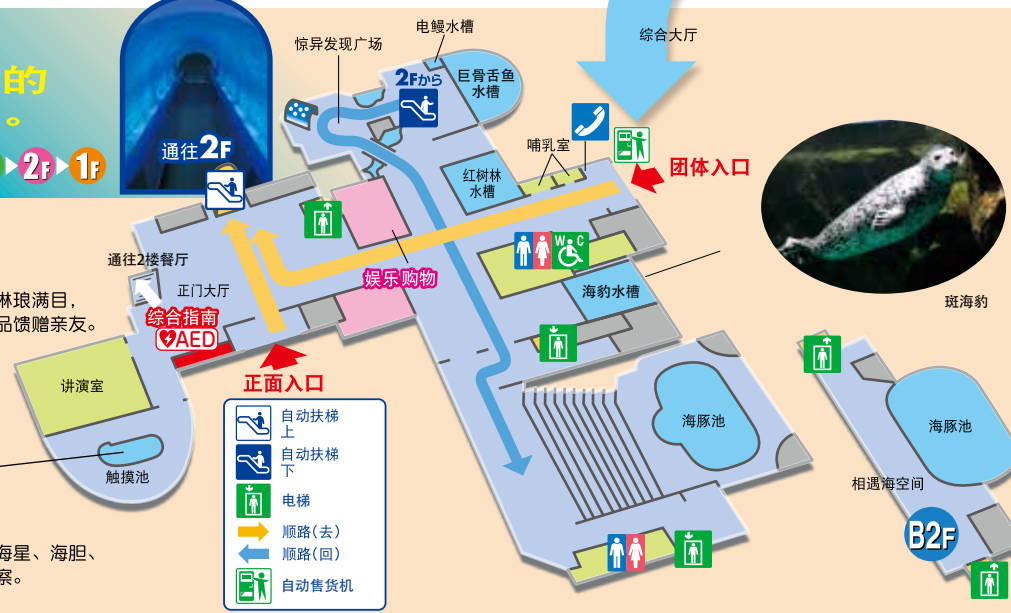 的
。
2F
1F
通往2F
惊异发现广场
电鳗水槽
2Fから
巨骨舌鱼
水槽
综合大厅
哺乳室
红树林
水槽
团体入口
通往2楼餐厅
正门大厅
娱乐购物
WC
海豹水槽
斑海豹
琳琅满目，
品馈赠亲友。
综合指南
AED
正面入口
讲演室
触摸池
海豚池
海豚池
相遇海空间
B2F
自动扶梯
上
自动扶梯
下
电梯
顺路(去)
顺路(回)
自动售货机
海星、海胆、
察。